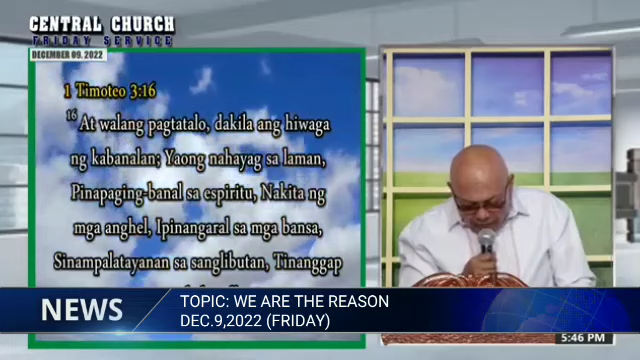 CENTRAL CHURCH
FRIDAY SERVICE
DECEMBER 09, 2022
1 Timoteo 3:16
16 At walang pagtatalo, dakila ang hiwaga
ng kabanalan; Yaong nahayag sa laman,
Pinapaging-banal sa espiritu, Nakita ng
mga anghel, Ipinangaral sa mga bansa,
Sinampalatayanan sa sanglibutan, Tinanggap
NEWS
TOPIC: WE ARE THE REASON
DEC.9,2022 (FRIDAY)
5:46 PM